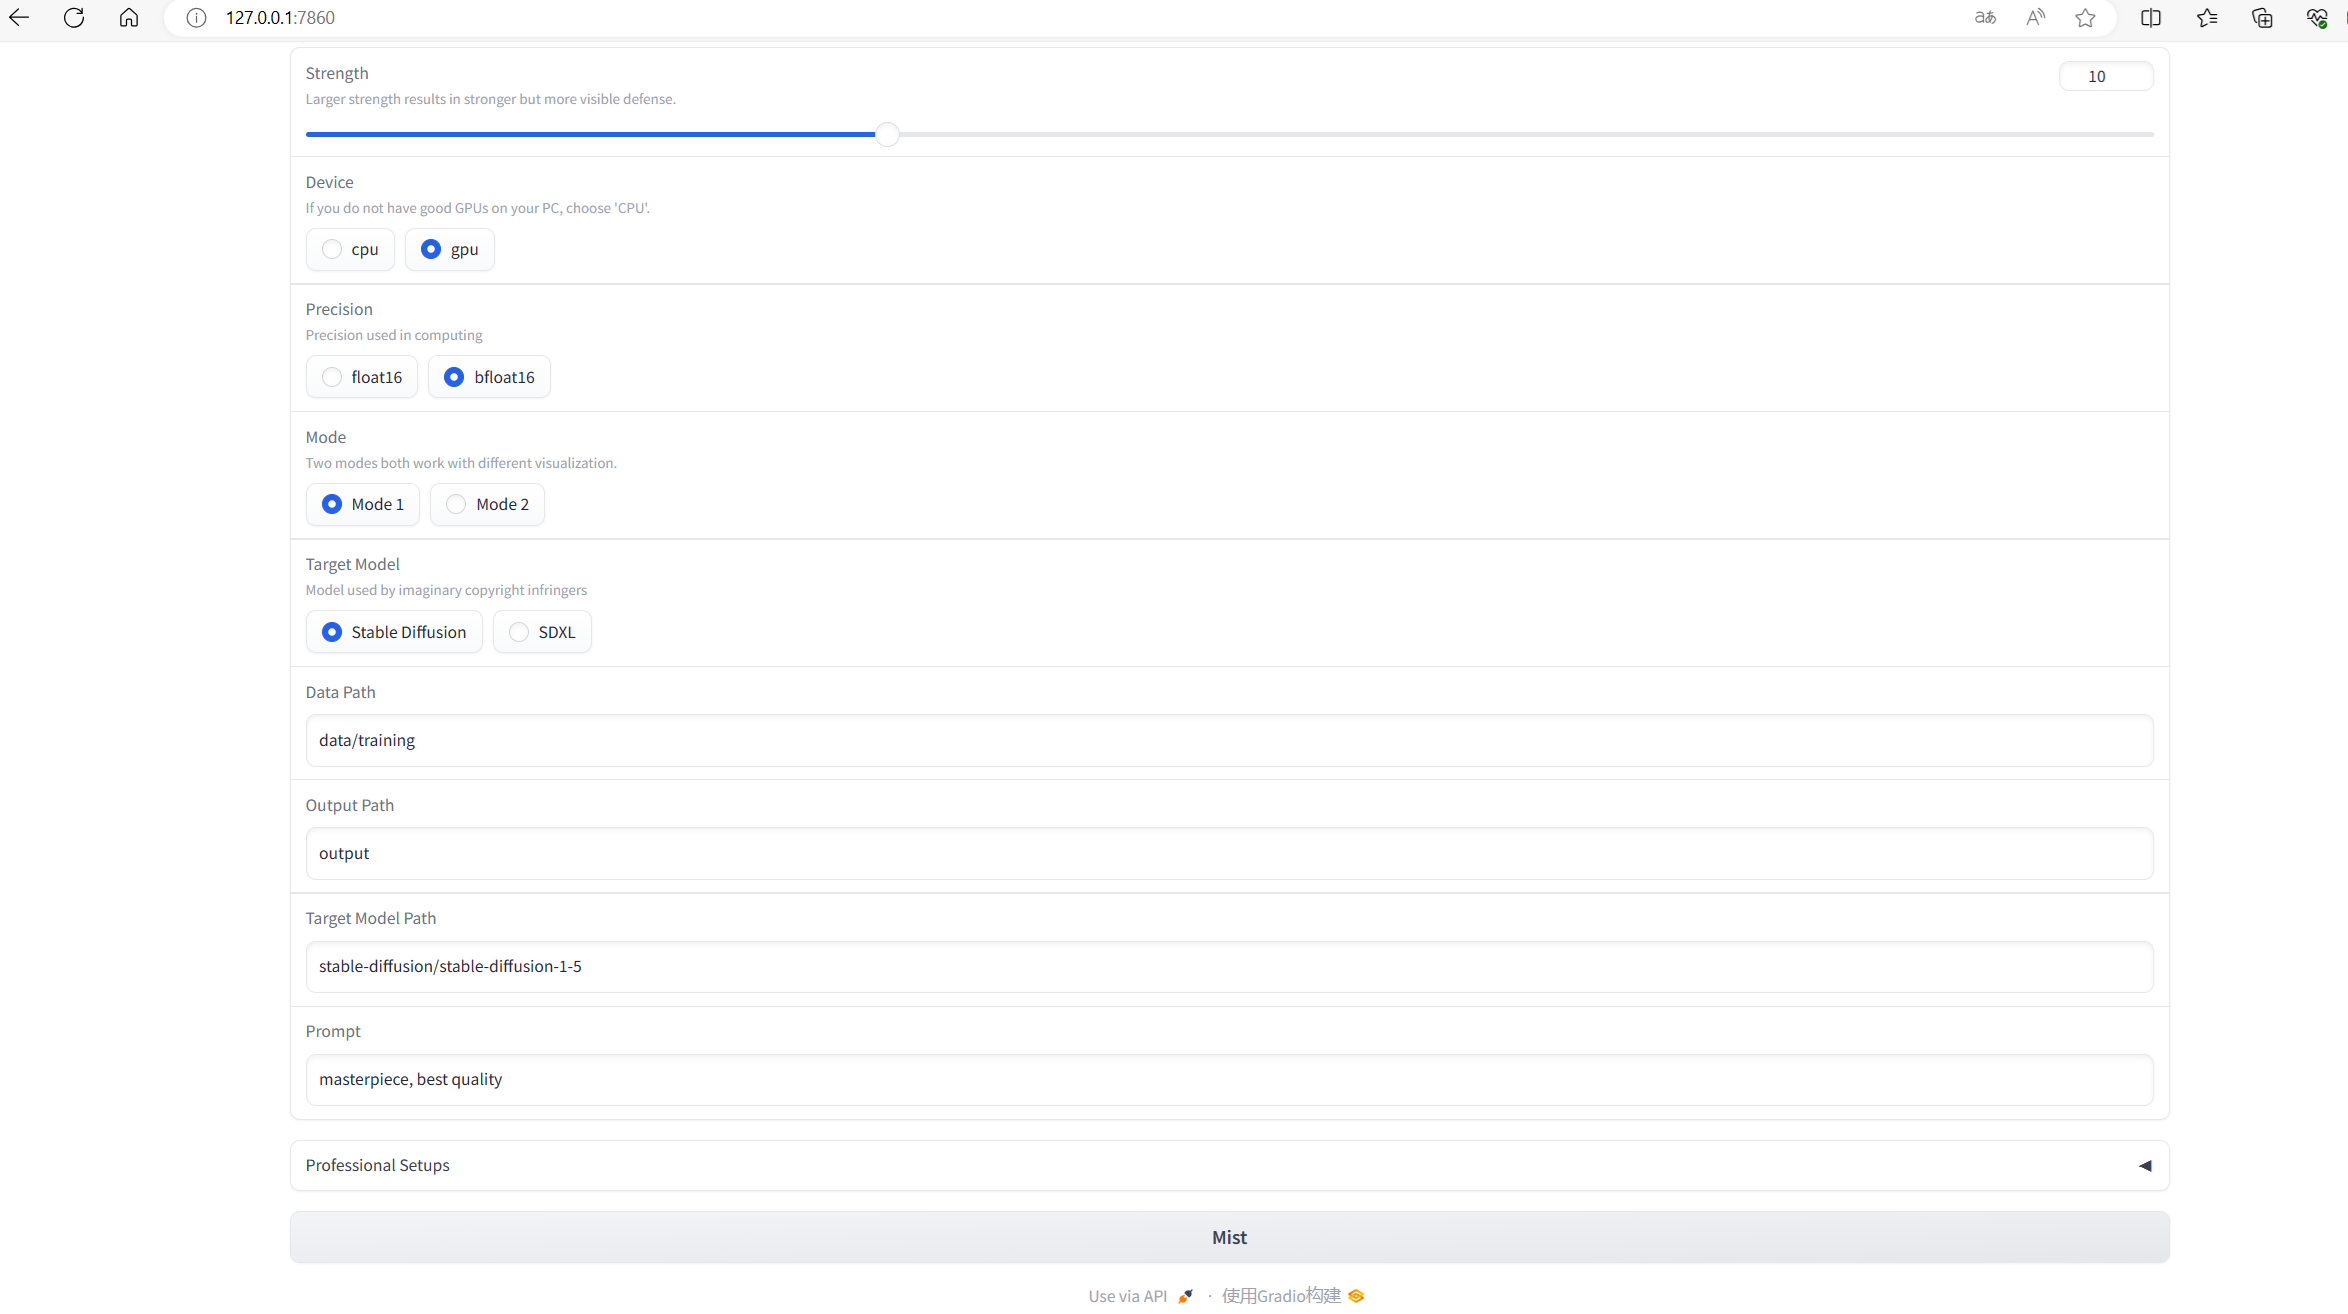 127.0.0.1:7860
aあ
A
Strength
10
Larger strength results in stronger but more visible defense.
Device
If you do not have good GPUs on your PC, choose 'CPU'.
cpu
gpu
Precision
Precision used in computing
float16
bfloat16
Mode
Two modes both work with different visualization.
Mode 1
Mode 2
Target Model
Model used by imaginary copyright infringers
Stable Diffusion
SDXL
Data Path
data/training
Output Path
output
Target Model Path
stable-diffusion/stable-diffusion-1-5
Prompt
masterpiece, best quality
Professional Setups
Mist
Use via API · 使用Gradio构建